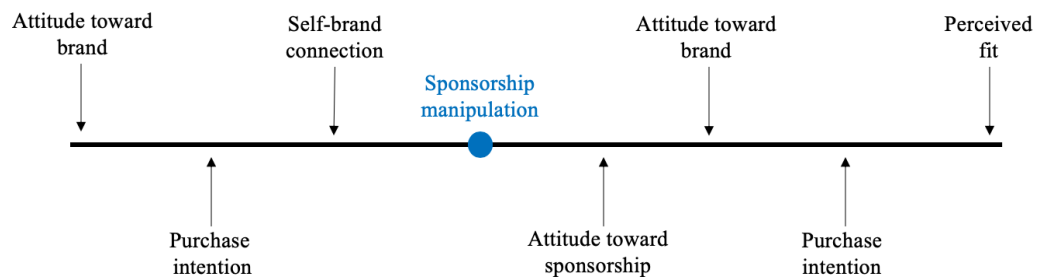 Attitude toward
brand
Self-brand
connection
Sponsorship
manipulation
Attitude toward
brand
Perceived
fit
Purchase
intention
Attitude toward
sponsorship
Purchase
intention